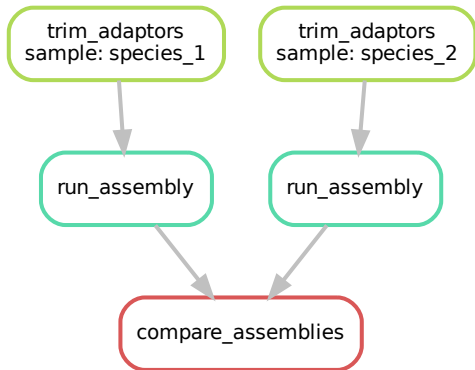 trim_adaptors
sample: species_1
trim_adaptors
sample: species_2
run_assembly
run_assembly
compare_assemblies